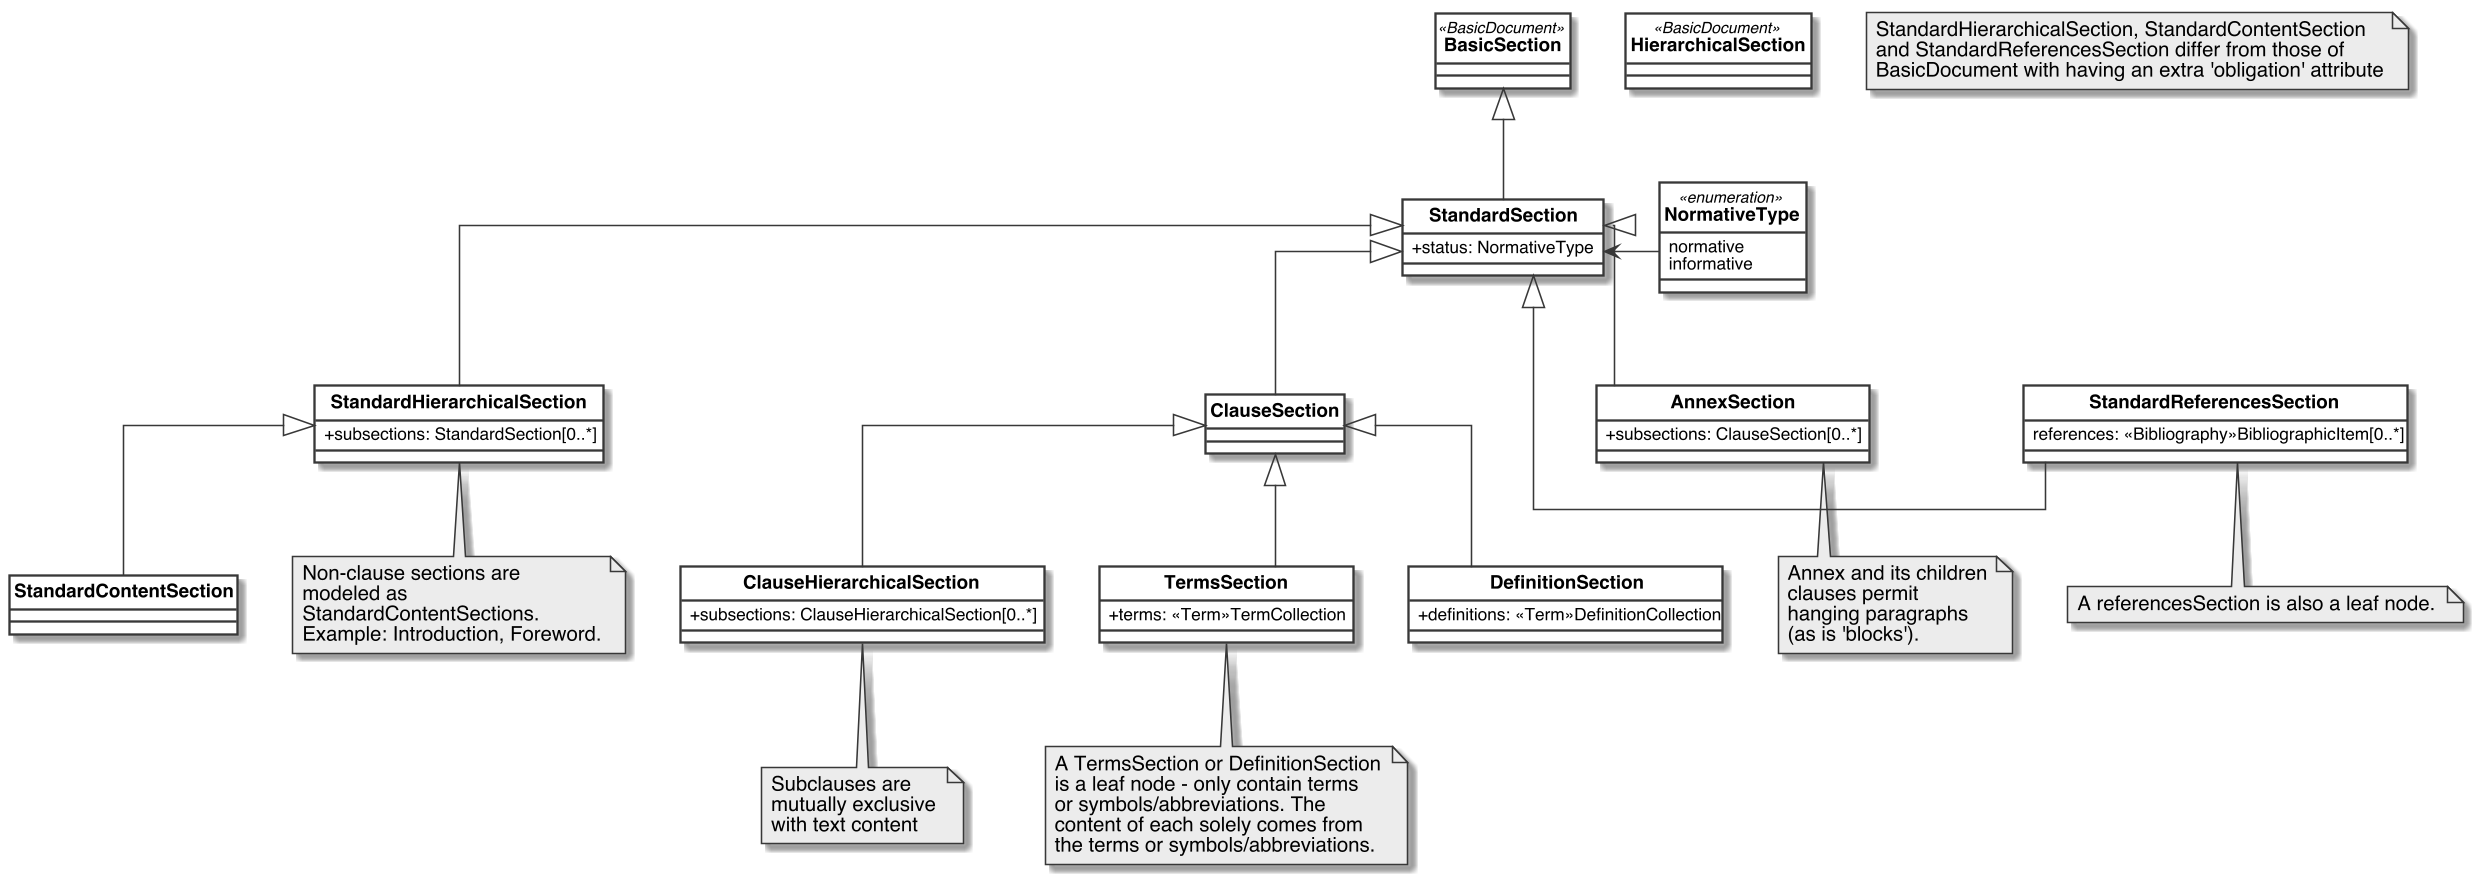 «BasicDocument»
BasicSection
«BasicDocument»
HierarchicalSection
StandardHierarchicalSection, StandardContentSection
and StandardReferencesSection differ from those of
BasicDocument with having an extra 'obligation' attribute
StandardSection
+status: NormativeType
«enumeration»
NormativeType
normative
informative
StandardHierarchicalSection
+subsections: StandardSection[0..*]
ClauseSection
AnnexSection
+subsections: ClauseSection[0..*]
StandardReferencesSection
references: «Bibliography»BibliographicItem[0..*]
StandardContentSection
Non-clause sections are
modeled as
StandardContentSections.
Example: Introduction, Foreword.
ClauseHierarchicalSection
+subsections: ClauseHierarchicalSection[0..*]
TermsSection
+terms: «Term»TermCollection
DefinitionSection
+definitions: «Term»DefinitionCollection
Annex and its children
clauses permit
hanging paragraphs
(as is 'blocks').
A referencesSection is also a leaf node.
Subclauses are
mutually exclusive
with text content
A TermsSection or DefinitionSection
is a leaf node - only contain terms
or symbols/abbreviations. The
content of each solely comes from
the terms or symbols/abbreviations.